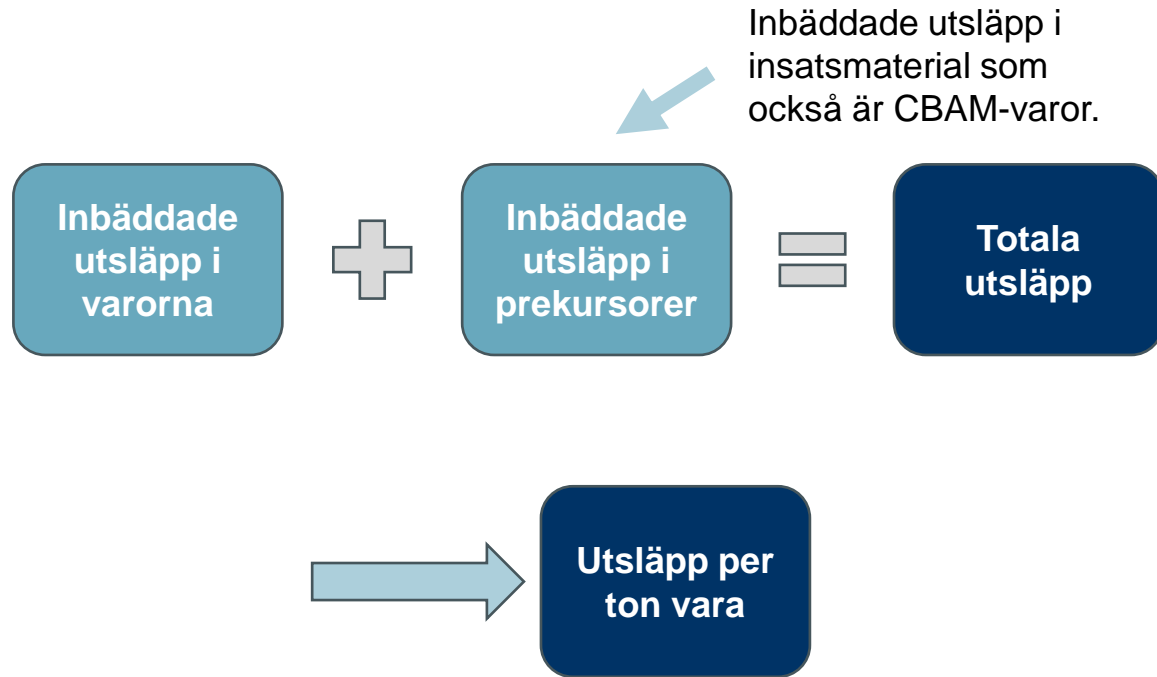 Inbäddade utsläpp i
insatsmaterial som
också är CBAM-varor.
Inbäddade
utsläpp i
varorna
Inbäddade
utsläpp i
prekursorer
Totala
utsläpp
Utsläpp per
ton vara